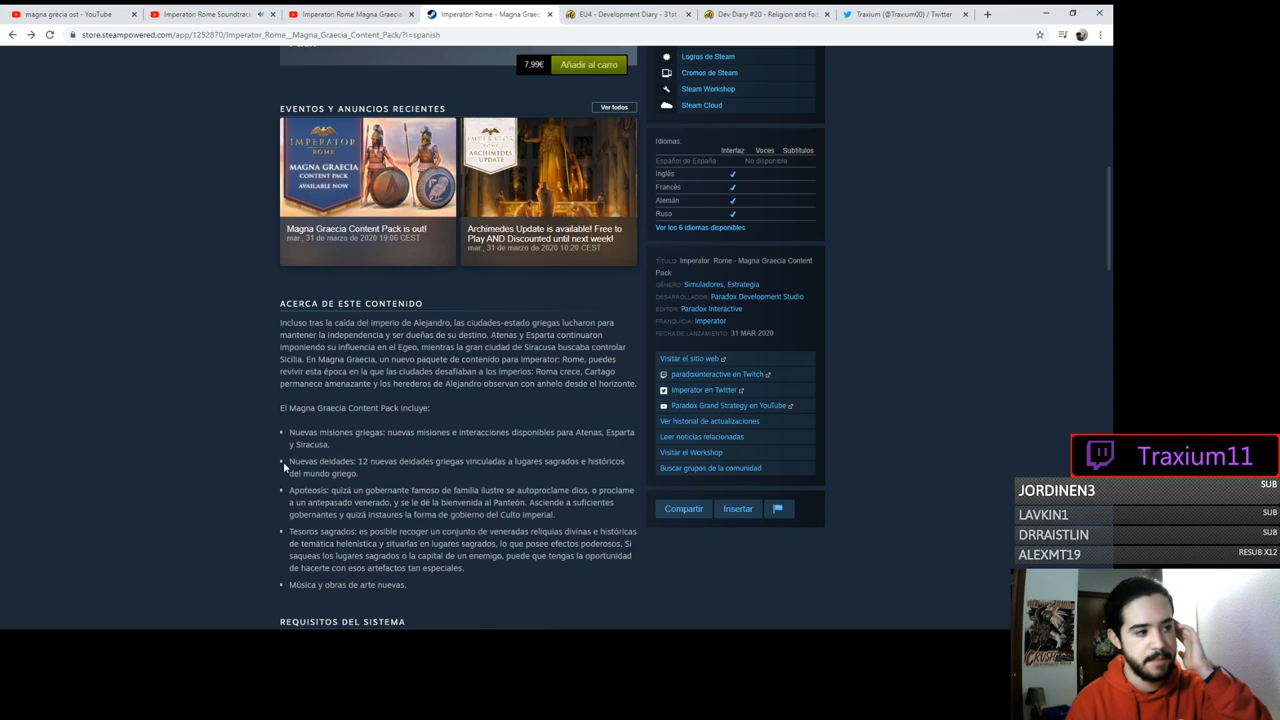 magna grecia ost - YouTube
Imperator: Rome Soundtrac
Imperator: Rome Magna Graec
Imperator: Rome - Magna Graec
EU4 - Development Diary - 31st
Dev Diary #20 - Religion and Fai
Traxium (@Traxium00) / Twitter
store.steampowered.com/app/1252870/Imperator_Rome__Magna_Graecia_Content_Pack/?l=spanish
7,99€ Añadir al carro
EVENTOS Y ANUNCIOS RECIENTES
Ver todos
IMPERATOR
ROME
MAGNA GRAECIA
CONTENT PACK
AVAILABLE NOW
IMPERATOR
ROME
ARCHIMEDES
UPDATE
Magna Graecia Content Pack is out!
mar., 31 de marzo de 2020 19:06 CEST
Archimedes Update is available! Free to
Play AND Discounted until next week!
mar., 31 de marzo de 2020 10:20 CEST
ACERCA DE ESTE CONTENIDO
Incluso tras la caída del imperio de Alejandro, las ciudades-estado griegas lucharon para
mantener la independencia y ser dueñas de su destino. Atenas y Esparta continuaron
imponiendo su influencia en el Egeo, mientras la gran ciudad de Siracusa buscaba controlar
Sicilia. En Magna Graecia, un nuevo paquete de contenido para Imperator: Rome, puedes
revivir esta época en la que las ciudades desafiaban a los imperios: Roma crece, Cartago
permanece amenazante y los herederos de Alejandro observan con anhelo desde el horizonte.
El Magna Graecia Content Pack incluye:
Nuevas misiones griegas: nuevas misiones e interacciones disponibles para Atenas, Esparta
y Siracusa.
Nuevas deidades: 12 nuevas deidades griegas vinculadas a lugares sagrados e históricos
del mundo griego.
Apoteosis: quizá un gobernante famoso de familia ilustre se autoproclame dios, o proclame
a un antepasado venerado, y se le dé la bienvenida al Panteón. Asciende a suficientes
gobernantes y quizá instaures la forma de gobierno del Culto imperial.
Tesoros sagrados: es posible recoger un conjunto de veneradas reliquias divinas e históricas
de temática helenística y situarlas en lugares sagrados, lo que posee efectos poderosos. Si
saqueas los lugares sagrados o la capital de un enemigo, puede que tengas la oportunidad
de hacerte con esos artefactos tan especiales.
Música y obras de arte nuevas.
REQUISITOS DEL SISTEMA
Logros de Steam
Cromos de Steam
Steam Workshop
Steam Cloud
Idiomas:
Interfaz Voces Subtítulos
Español de España No disponible
Inglés ✔
Francés ✔
Alemán ✔
Ruso ✔
Ver los 6 idiomas disponibles
TÍTULO: Imperator: Rome - Magna Graecia Content
Pack
GÉNERO: Simuladores, Estrategia
DESARROLLADOR: Paradox Development Studio
EDITOR: Paradox Interactive
FRANQUICIA: Imperator
FECHA DE LANZAMIENTO: 31 MAR 2020
Visitar el sitio web
paradoxinteractive en Twitch
Imperator en Twitter
Paradox Grand Strategy en YouTube
Ver historial de actualizaciones
Leer noticias relacionadas
Visitar el Workshop
Buscar grupos de la comunidad
Compartir Insertar
Traxium11
JORDINEN3 SUB
LAVKIN1 SUB
DRRAISTLIN SUB
ALEXMT19 RESUB X12